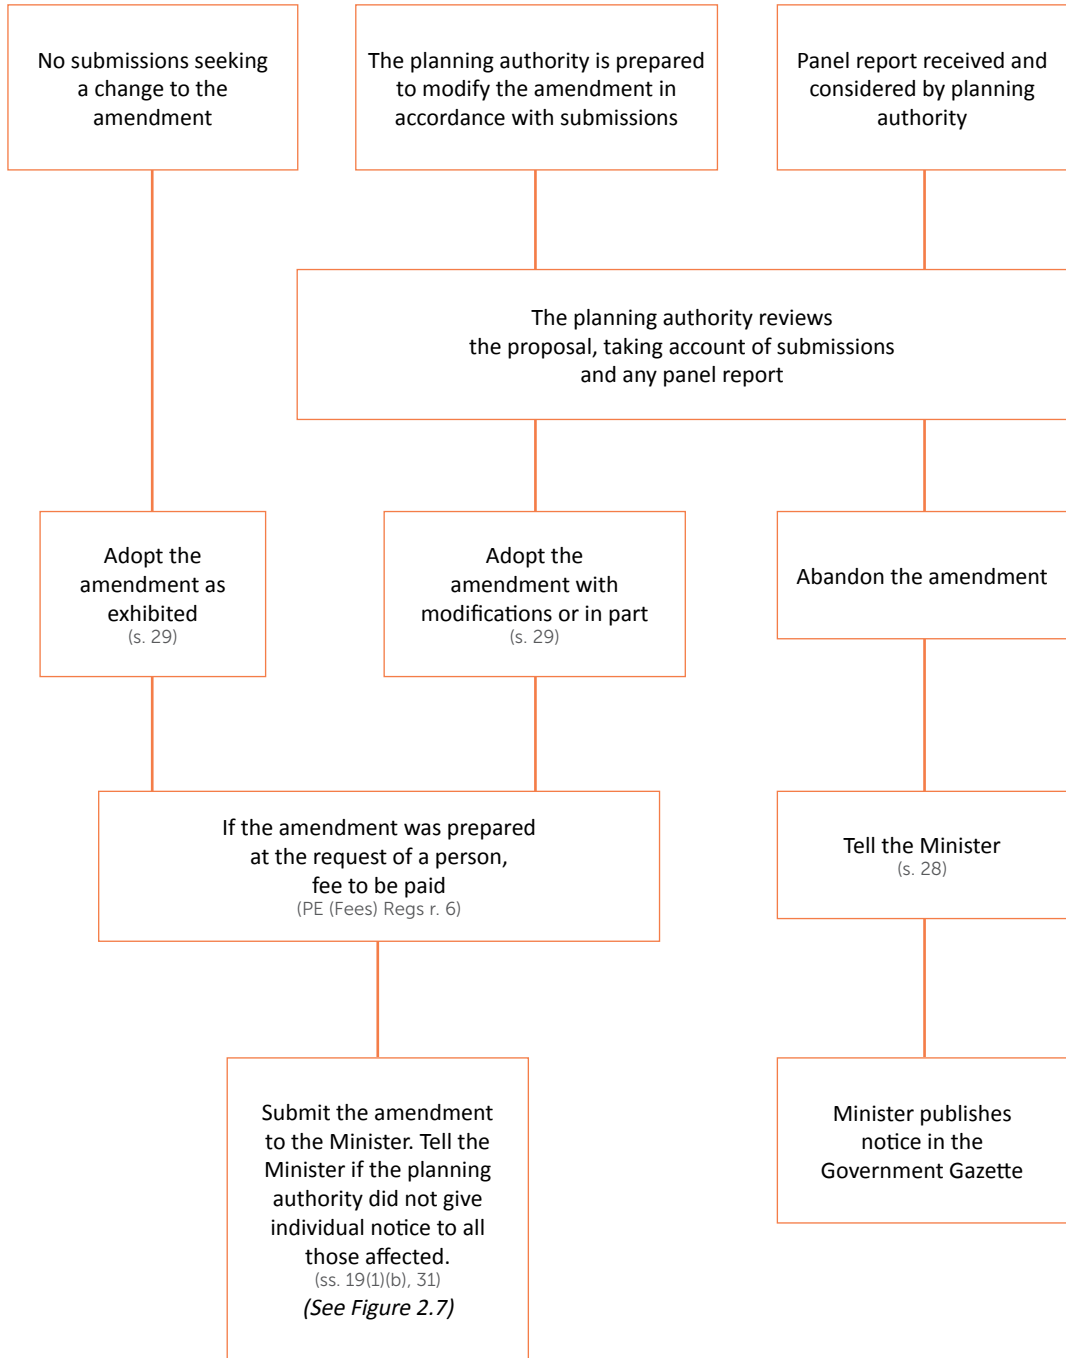 No submissions seeking
a change to the
amendment
The planning authority is prepared
to modify the amendment in
accordance with submissions
Panel report received and
considered by planning
authority
The planning authority reviews
the proposal, taking account of submissions
and any panel report
Adopt the
amendment as
exhibited
(s. 29)
Adopt the
amendment with
modifications or in part
(s. 29)
Abandon the amendment
If the amendment was prepared
at the request of a person,
fee to be paid
(PE (Fees) Regs r. 6)
Tell the Minister
(s. 28)
Submit the amendment
to the Minister. Tell the
Minister if the planning
authority did not give
individual notice to all
those affected.
(ss. 19(1)(b), 31)
(See Figure 2.7)
Minister publishes
notice in the
Government Gazette